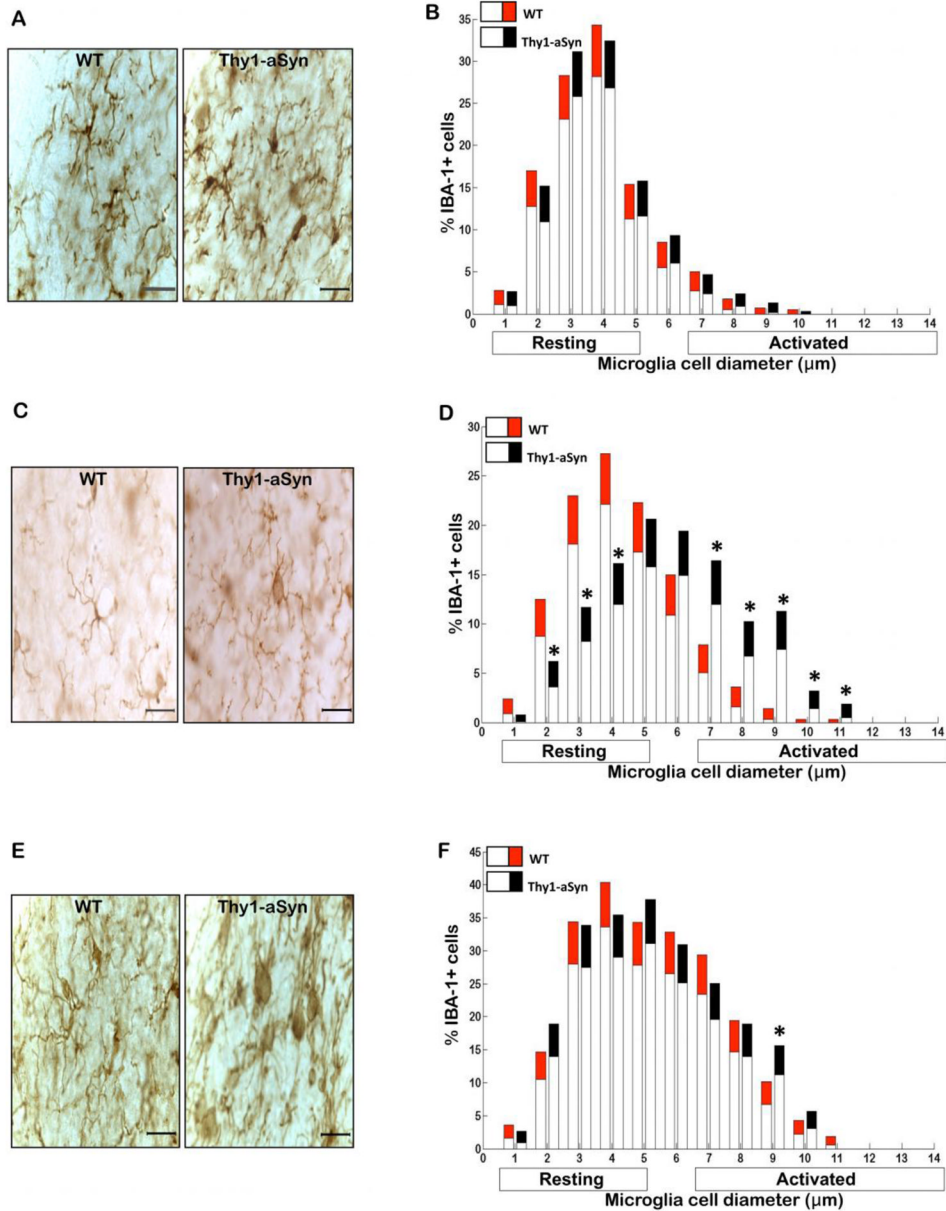 A
WT
Thy1-aSyn
B
WT
Thy1-aSyn
% IBA-1+ cells
35
30
25
20
15
10
5
0
0 1 2 3 4 5 6 7 8 9 10 11 12 13 14
Resting Activated
Microglia cell diameter (μm)
C
WT
Thy1-aSyn
D
WT
Thy1-aSyn
% IBA-1+ cells
30
25
20
15
10
5
0
* * * * * * * *
0 1 2 3 4 5 6 7 8 9 10 11 12 13 14
Resting Activated
Microglia cell diameter (μm)
E
WT
Thy1-aSyn
F
WT
Thy1-aSyn
% IBA-1+ cells
45
40
35
30
25
20
15
10
5
0
*
0 1 2 3 4 5 6 7 8 9 10 11 12 13 14
Resting Activated
Microglia cell diameter (μm)